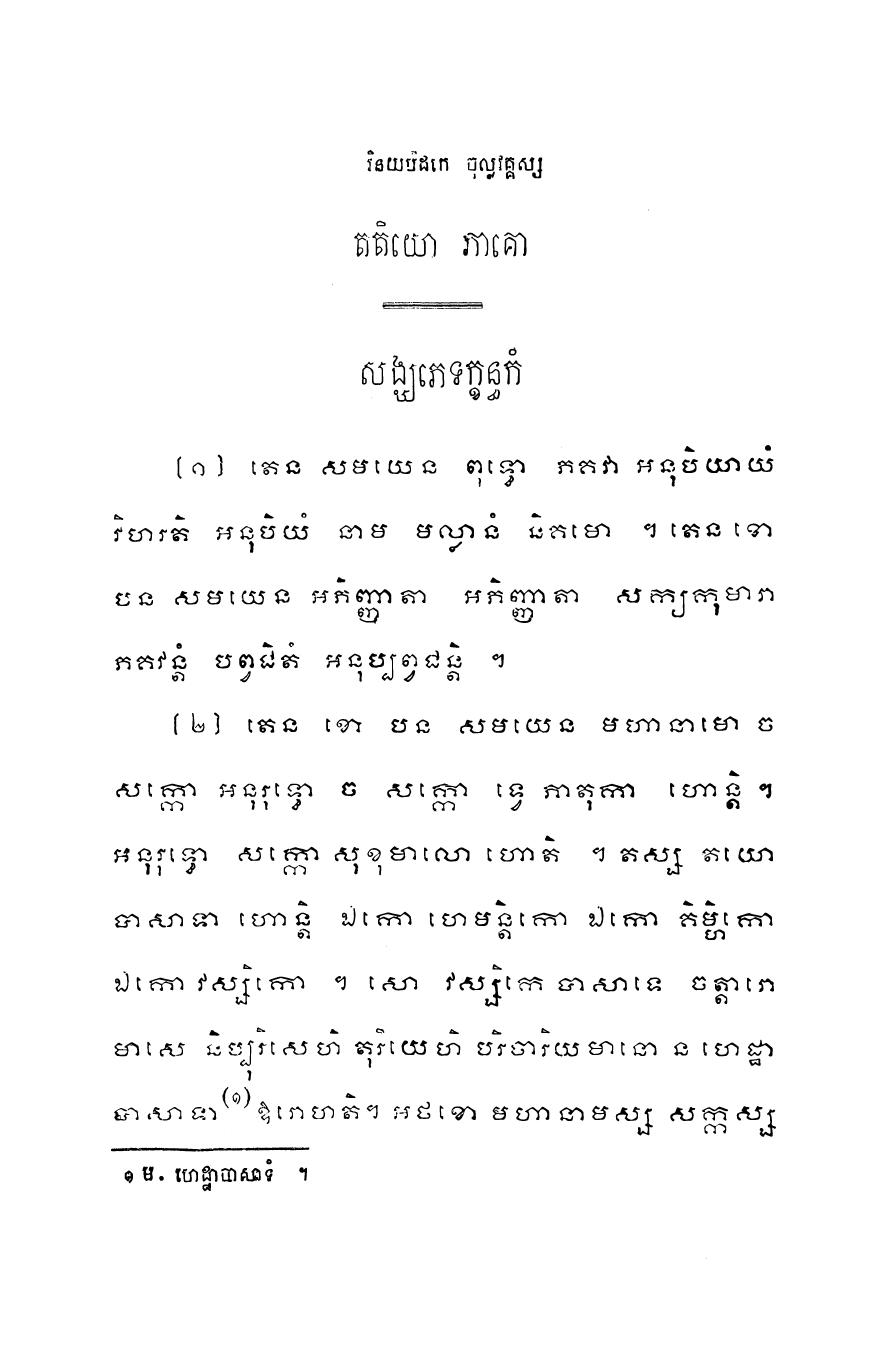 វិនយបិដកេ ចុល្លវគ្គស្ស
តតិយោ ភាគោ
សង្ឃភេទក្ខន្ធកំ
[១] តេន សមយេន ពុទ្ធោ ភគវា អនុបិយាយំ
វិហរតិ អនុបិយំ នាម មល្លានំ និគមោ ។ តេន ខោ
បន សមយេន អភិញ្ញាតា អភិញ្ញាតា សក្យកុមារា
ភគវន្តំ បព្វជិតំ អនុប្បព្វជន្តិ ។
[២] តេន ខោ បន សមយេន មហានាមោ ច
សក្កោ អនុរុទ្ធោ ច សក្កោ ទ្វេ ភាតុកា ហោន្តិ ។
អនុរុទ្ធោ សក្កោ សុខុមាលោ ហោតិ ។ តស្ស តយោ
បាសាទា ហោន្តិ ឯកោ ហេមន្តិកោ ឯកោ គិម្ហិកោ
ឯកោ វស្សិកោ ។ សោ វស្សិកេ បាសាទេ ចត្តារោ
មាសេ និប្បុរិសេហិ តុរិយេហិ បរិចារិយមានោ ន ហេដ្ឋា
បាសាទា(១) ឱរោហតិ។ អថខោ មហានាមស្ស សក្កស្ស
១ ម. ហេដ្ឋាបាសាទំ ។